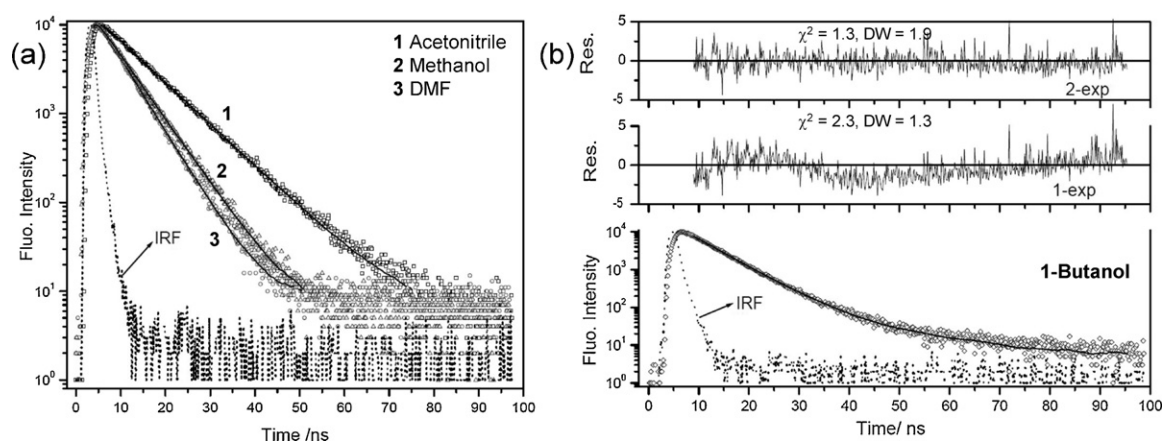 (a)
1 Acetonitrile
2 Methanol
3 DMF
1
2
3
IRF
Fluo. Intensity
10⁴
10³
10²
10¹
10⁰
0 10 20 30 40 50 60 70 80 90 100
Time /ns
(b)
Res.
5
0
-5
χ² = 1.3, DW = 1.9
2-exp
Res.
5
0
-5
χ² = 2.3, DW = 1.3
1-exp
Fluo. Intensity
10⁴
10³
10²
10¹
10⁰
1-Butanol
IRF
0 10 20 30 40 50 60 70 80 90 100
Time/ ns